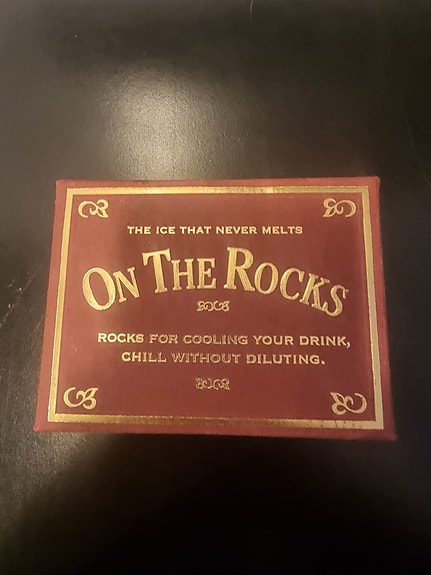 THE ICE THAT NEVER MELTS
ON THE ROCKS
ROCKS FOR COOLING YOUR DRINK,
CHILL WITHOUT DILUTING.